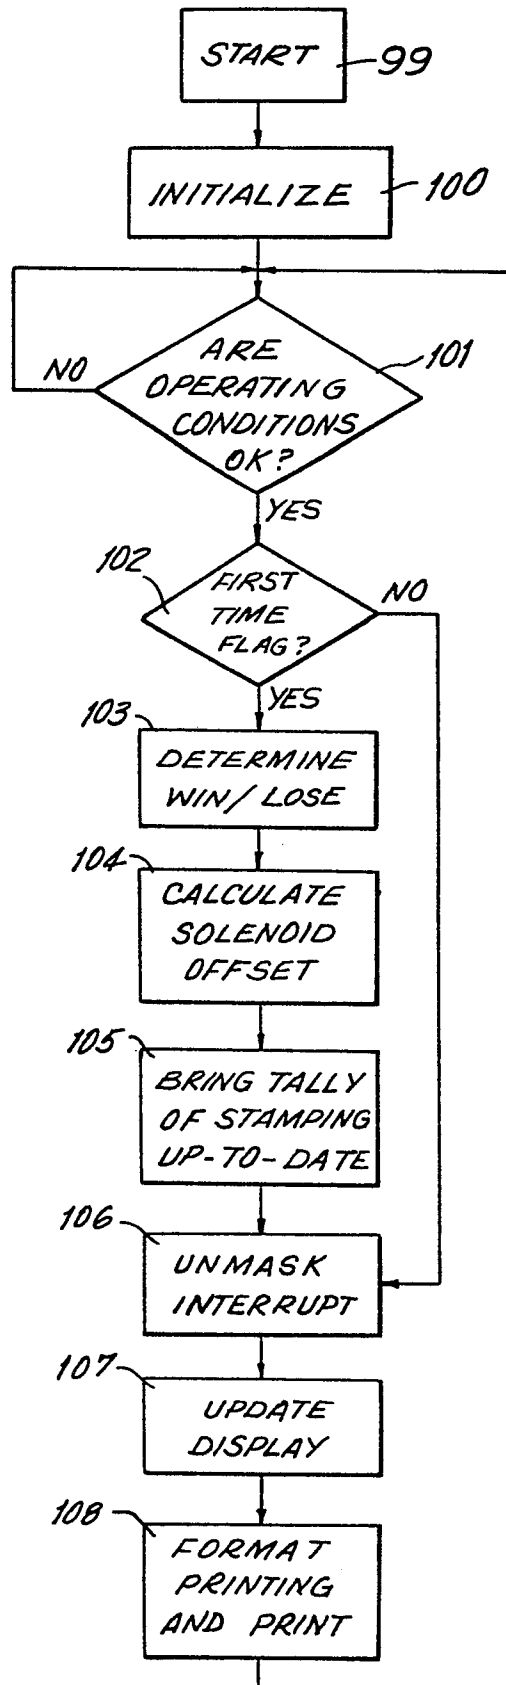 START
99
INITIALIZE
100
ARE
OPERATING
CONDITIONS
OK?
101
NO
YES
102
FIRST
TIME
FLAG?
NO
YES
103
DETERMINE
WIN/LOSE
104
CALCULATE
SOLENOID
OFFSET
105
BRING TALLY
OF STAMPING
UP-TO-DATE
106
UNMASK
INTERRUPT
107
UPDATE
DISPLAY
108
FORMAT
PRINTING
AND PRINT